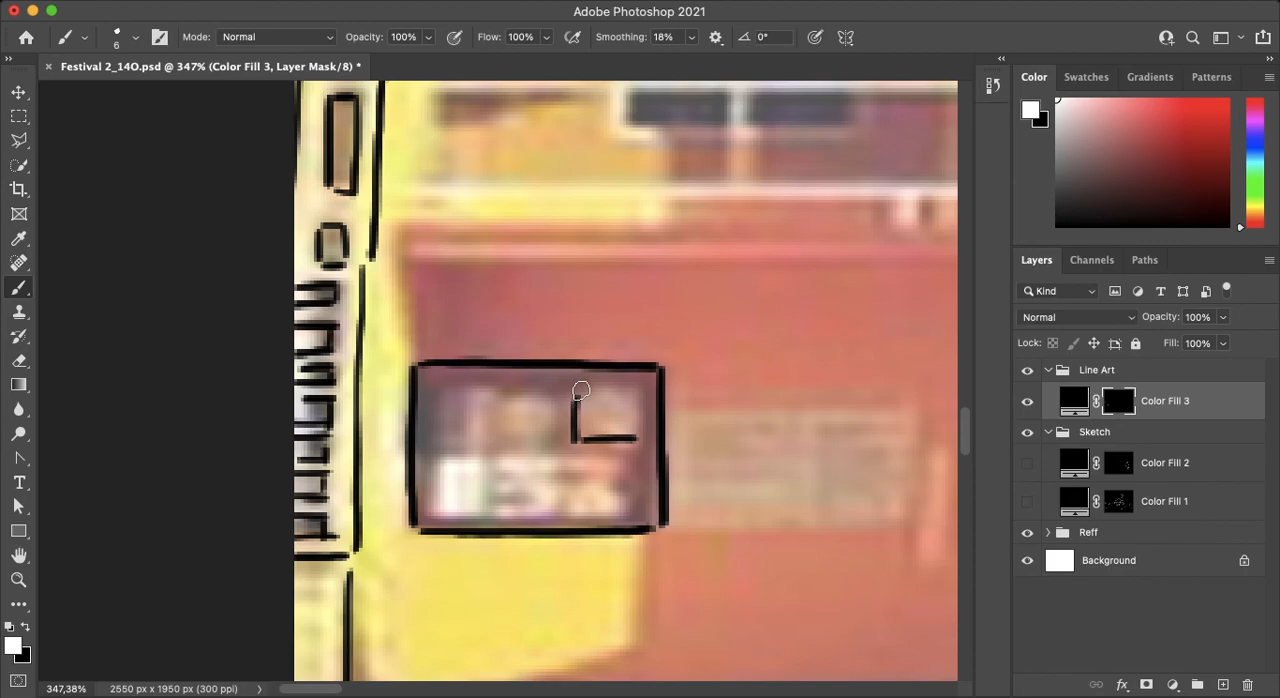 Adobe Photoshop 2021
6
Mode: Normal
Opacity: 100%
Flow: 100%
Smoothing: 18%
0°
Festival 2_14O.psd @ 347% (Color Fill 3, Layer Mask/8) *
Color
Swatches
Gradients
Patterns
Layers
Channels
Paths
Kind
Normal
Opacity: 100%
Lock:
Fill: 100%
Line Art
Color Fill 3
Sketch
Color Fill 2
Color Fill 1
Reff
Background
347,38%
2550 px x 1950 px (300 ppi)
fx